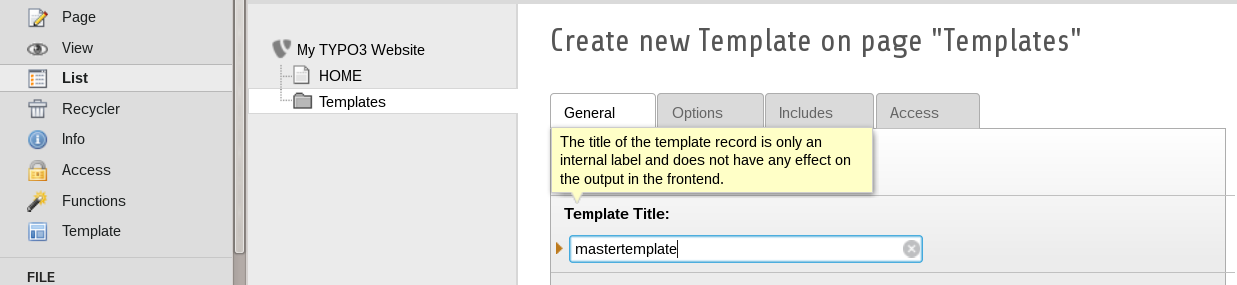 Page
View
List
Recycler
Info
Access
Functions
Template
FILE
My TYPO3 Website
HOME
Templates
Create new Template on page "Templates"
General
Options
Includes
Access
The title of the template record is only an
internal label and does not have any effect on
the output in the frontend.
Template Title:
mastertemplate